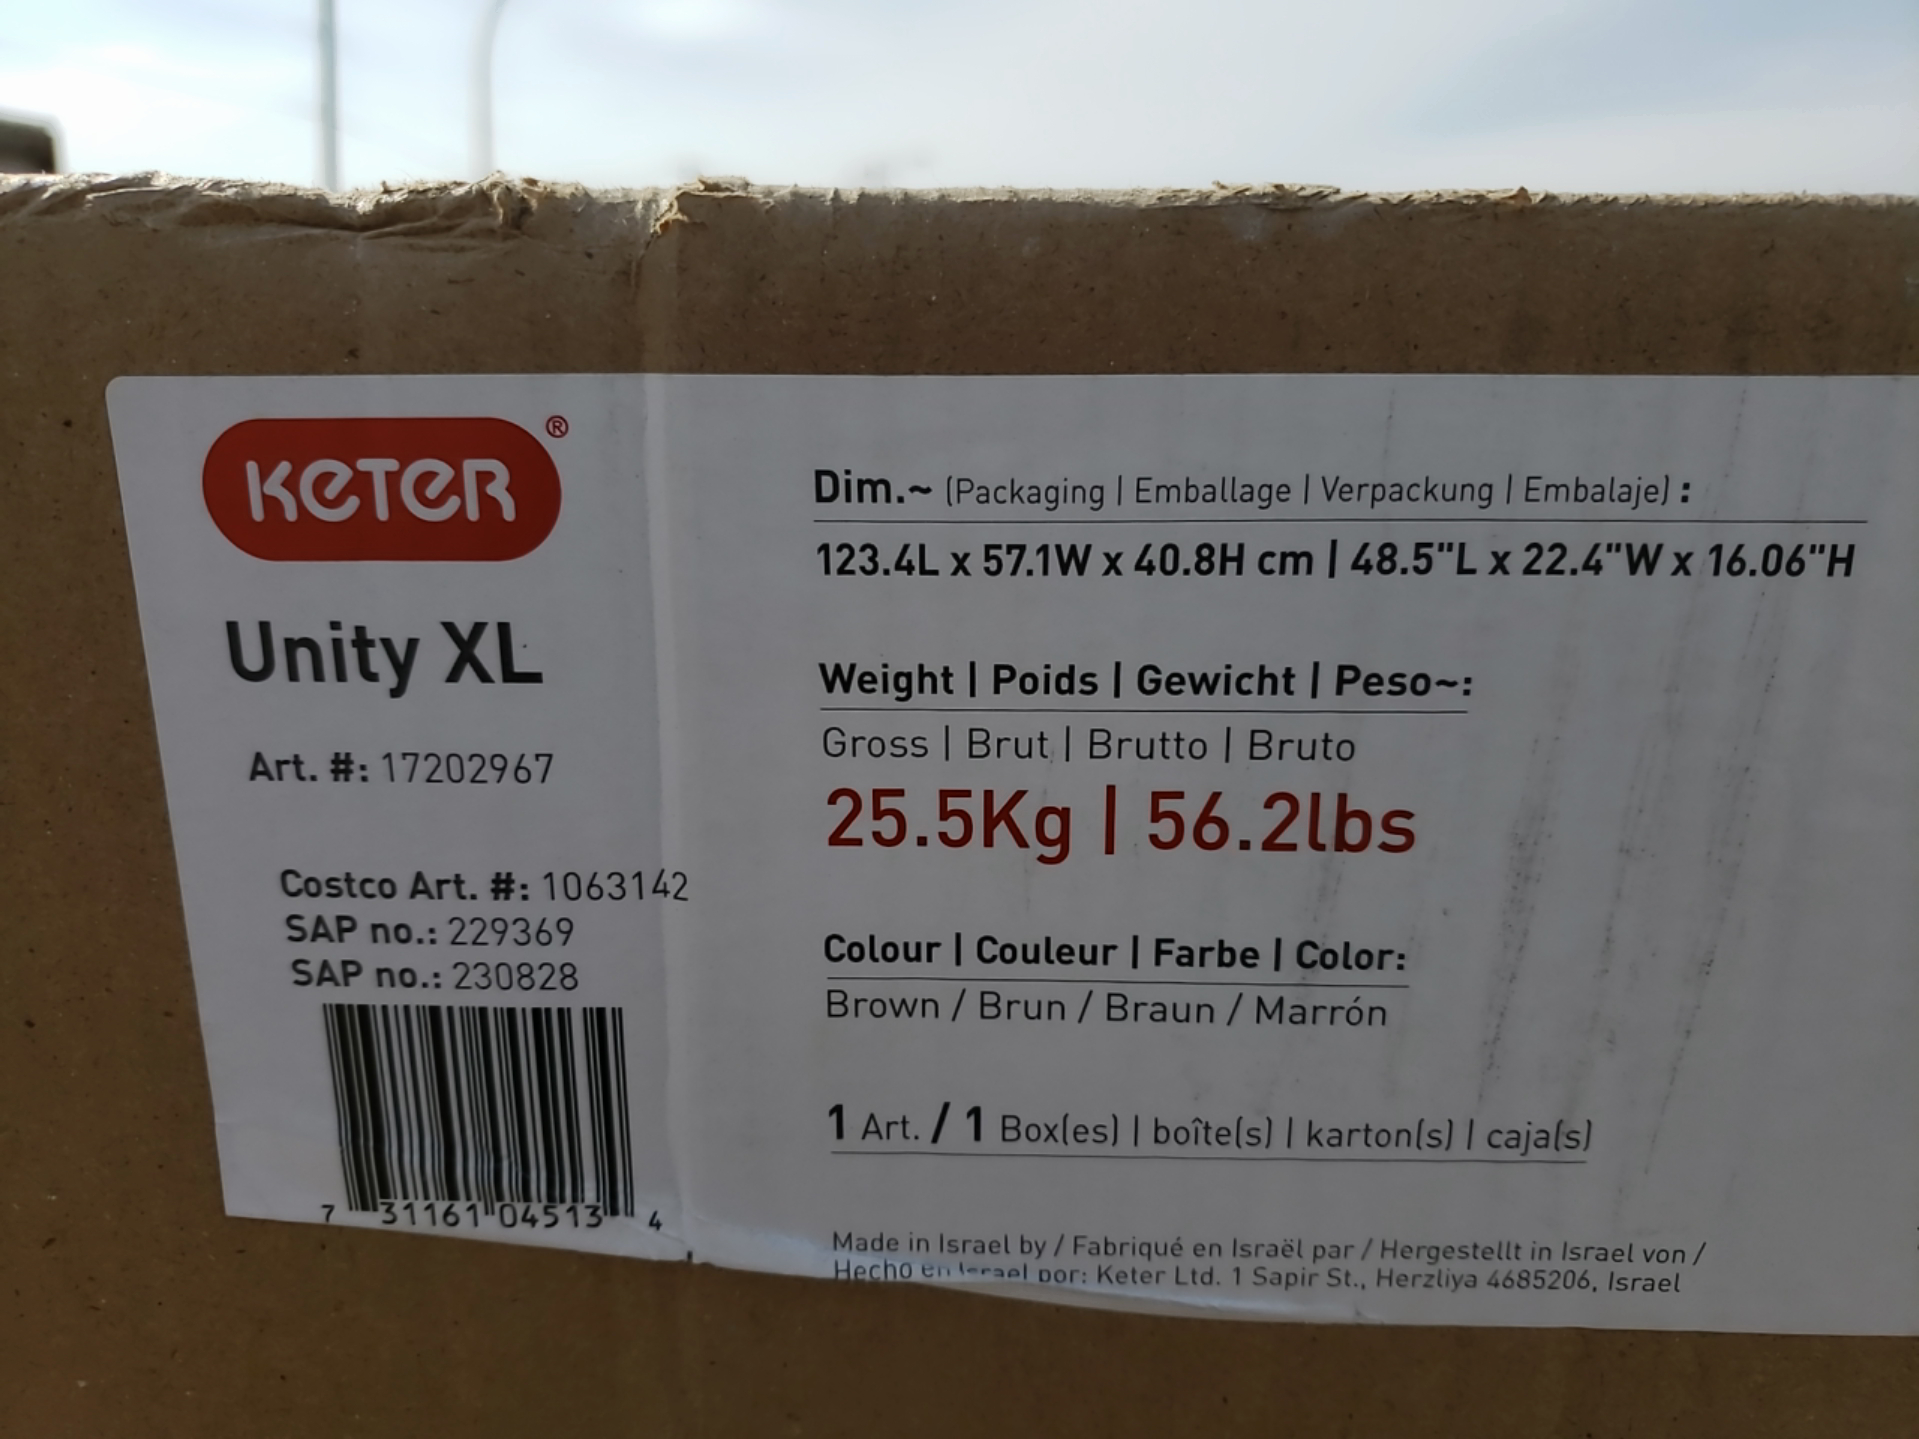 KETER®
Unity XL
Art. #: 17202967
Costco Art. #: 1063142
SAP no.: 229369
SAP no.: 230828
7 31161 04513 4
Dim.~ (Packaging | Emballage | Verpackung | Embalaje) :
123.4L x 57.1W x 40.8H cm | 48.5"L x 22.4"W x 16.06"H
Weight | Poids | Gewicht | Peso~:
Gross | Brut | Brutto | Bruto
25.5Kg | 56.2lbs
Colour | Couleur | Farbe | Color:
Brown / Brun / Braun / Marrón
1 Art. / 1 Box(es) | boîte(s) | karton(s) | caja(s)
Made in Israel by / Fabriqué en Israël par / Hergestellt in Israel von /
Hecho en Israel por: Keter Ltd. 1 Sapir St., Herzliya 4685206, Israel